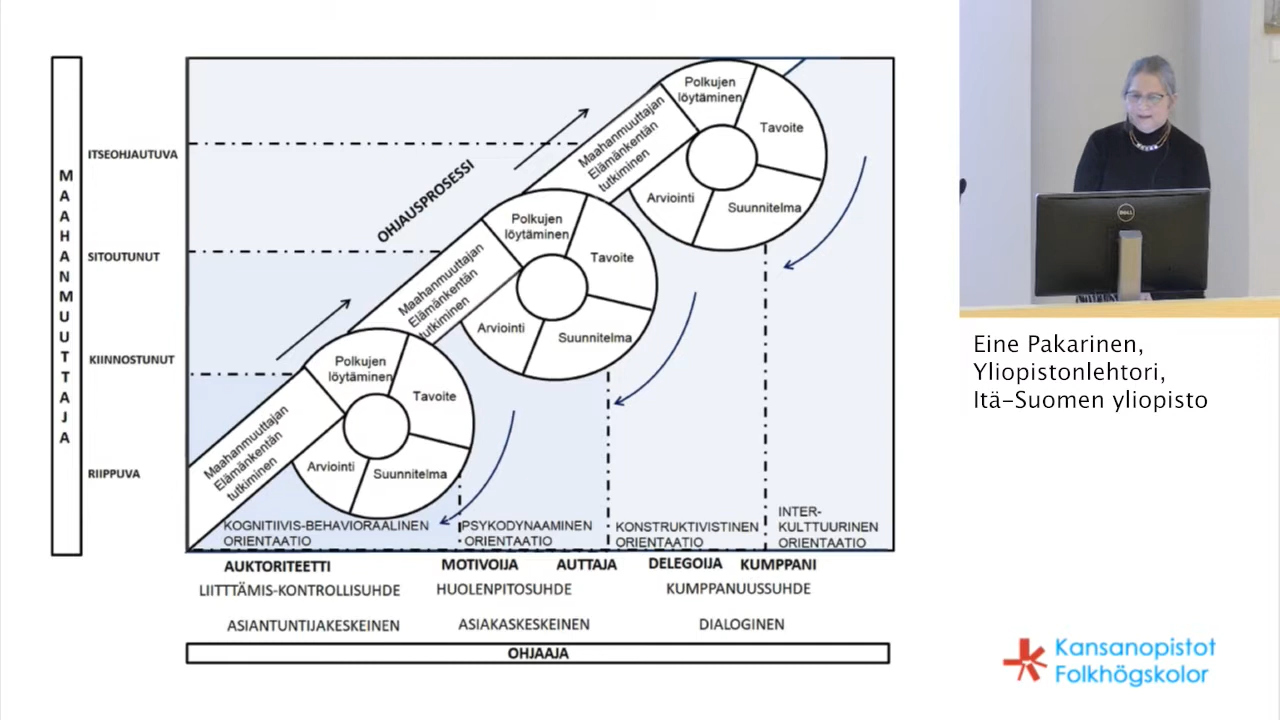 MAAHANMUUTTAJA
ITSEOHJAUTUVA
SITOUTUNUT
KIINNOSTUNUT
RIIPPUVA
OHJAUSPROSESSI
Maahanmuuttajan
Elämänkentän
tutkiminen
Polkujen
löytäminen
Tavoite
Suunnitelma
Arviointi
Maahanmuuttajan
Elämänkentän
tutkiminen
Polkujen
löytäminen
Tavoite
Suunnitelma
Arviointi
Maahanmuuttajan
Elämänkentän
tutkiminen
Polkujen
löytäminen
Tavoite
Suunnitelma
Arviointi
KOGNITIIVIS-BEHAVIORAALINEN
ORIENTAATIO
PSYKODYNAAMINEN
ORIENTAATIO
KONSTRUKTIVISTINEN
ORIENTAATIO
INTER-
KULTTUURINEN
ORIENTAATIO
AUKTORITEETTI MOTIVOIJA AUTTAJA DELEGOIJA KUMPPANI
LIITTTÄMIS-KONTROLLISUHDE HUOLENPITOSUHDE KUMPPANUUSSUHDE
ASIANTUNTIJAKESKEINEN ASIAKASKESKEINEN DIALOGINEN
OHJAAJA
DELL
Eine Pakarinen,
Yliopistonlehtori,
Itä-Suomen yliopisto
Kansanopistot
Folkhögskolor